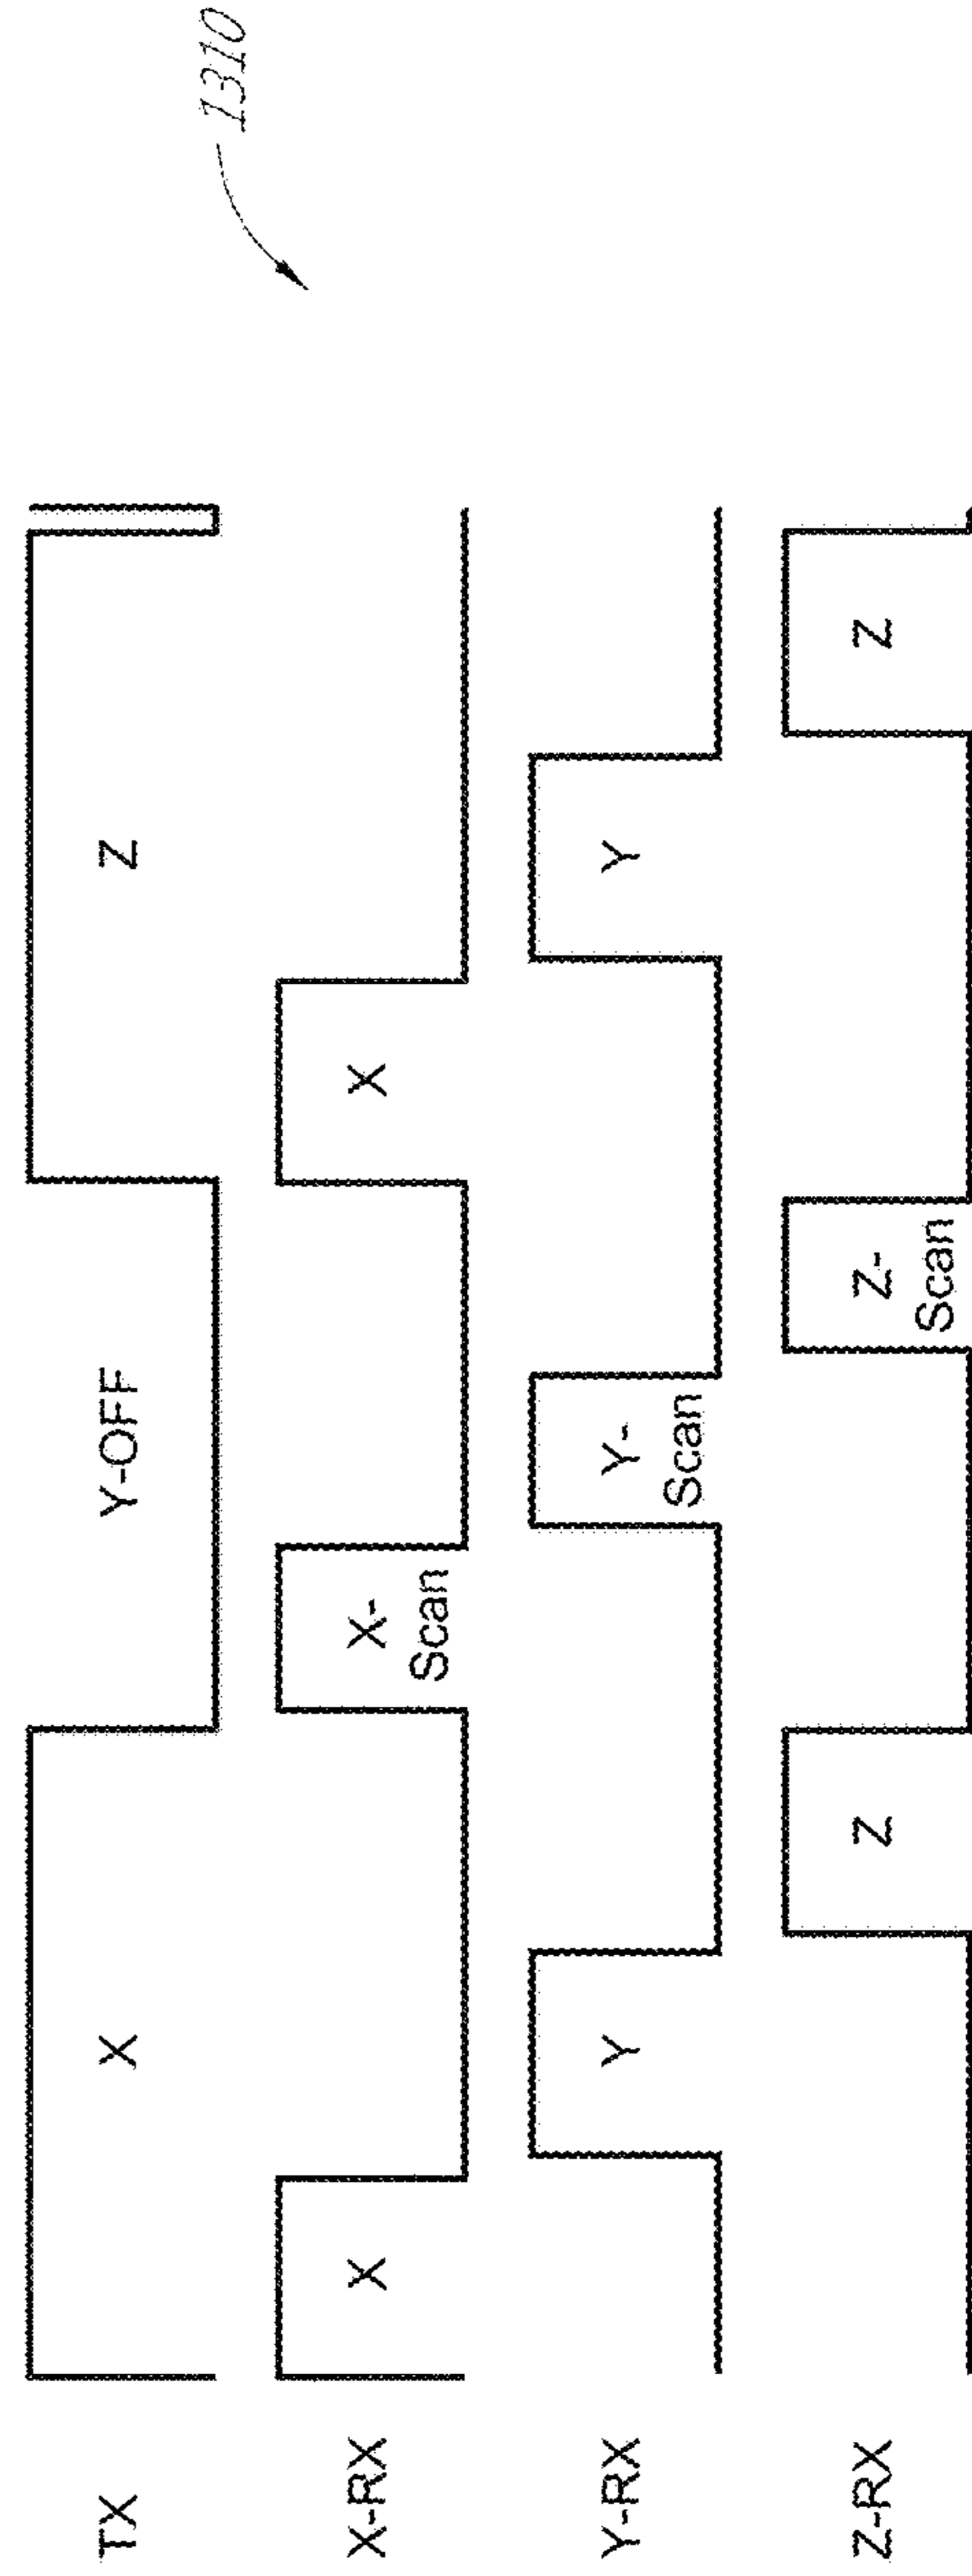 1310
TX
X
Y-OFF
Z
X-RX
X
X-
Scan
X
Y-RX
Y
Y-
Scan
Y
Z-RX
Z
Z-
Scan
Z